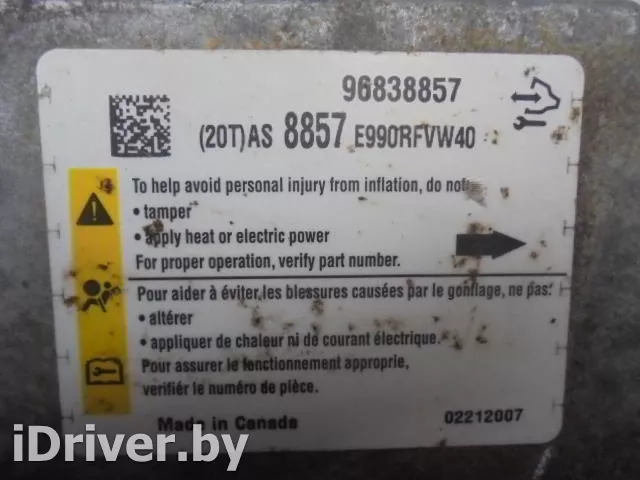 96838857
(20T)AS 8857 E990RFVW40
To help avoid personal injury from inflation, do not:
• tamper
• apply heat or electric power
For proper operation, verify part number.
Pour aider à éviter les blessures causées par le gonflage, ne pas:
• altérer
• appliquer de chaleur ni de courant électrique.
Pour assurer le fonctionnement approprie,
verifiér le numéro de pièce.
Made in Canada
02212007
iDriver.by